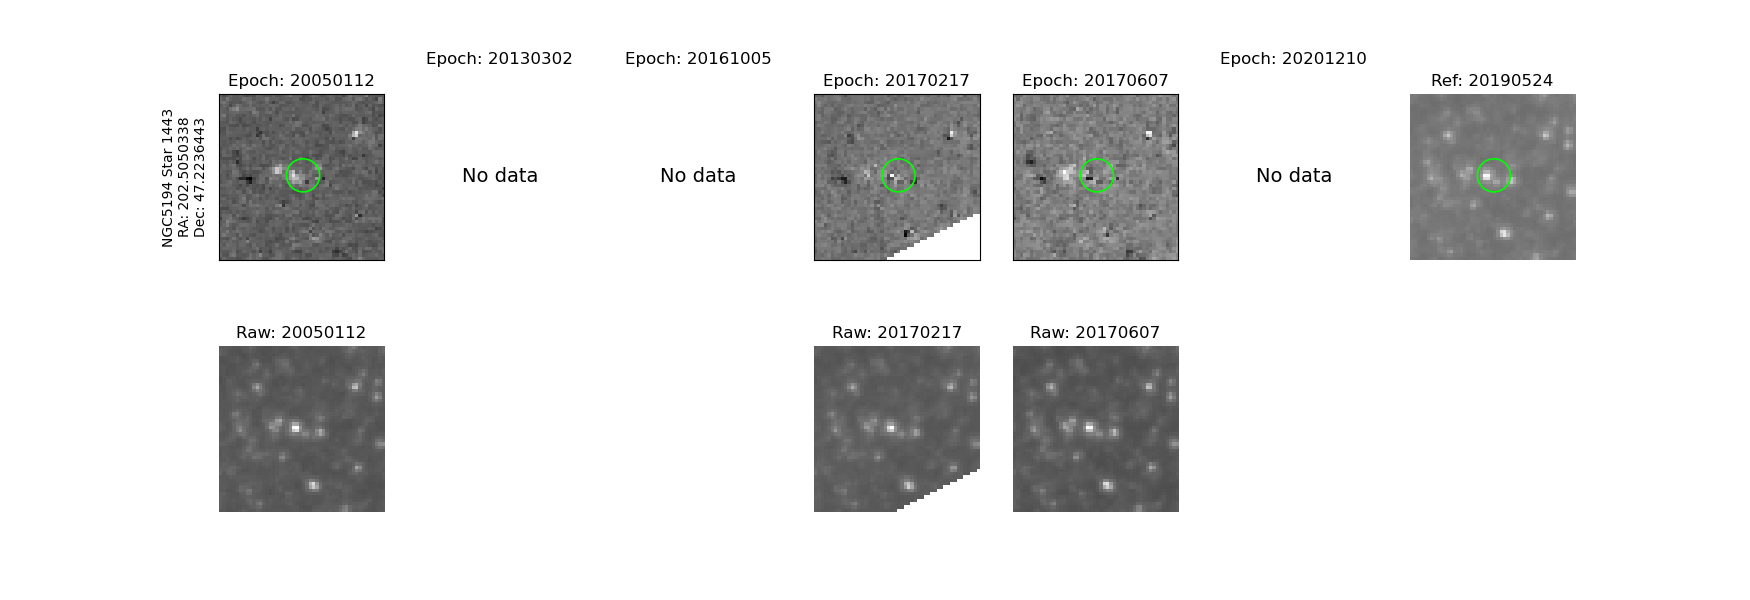 Epoch: 20130302
Epoch: 20161005
Epoch: 20201210
Epoch: 20050112
Epoch: 20170217
Epoch: 20170607
Ref: 20190524
NGC5194 Star 1443
RA: 202.5050338
Dec: 47.2236443
No data
No data
No data
Raw: 20050112
Raw: 20170217
Raw: 20170607